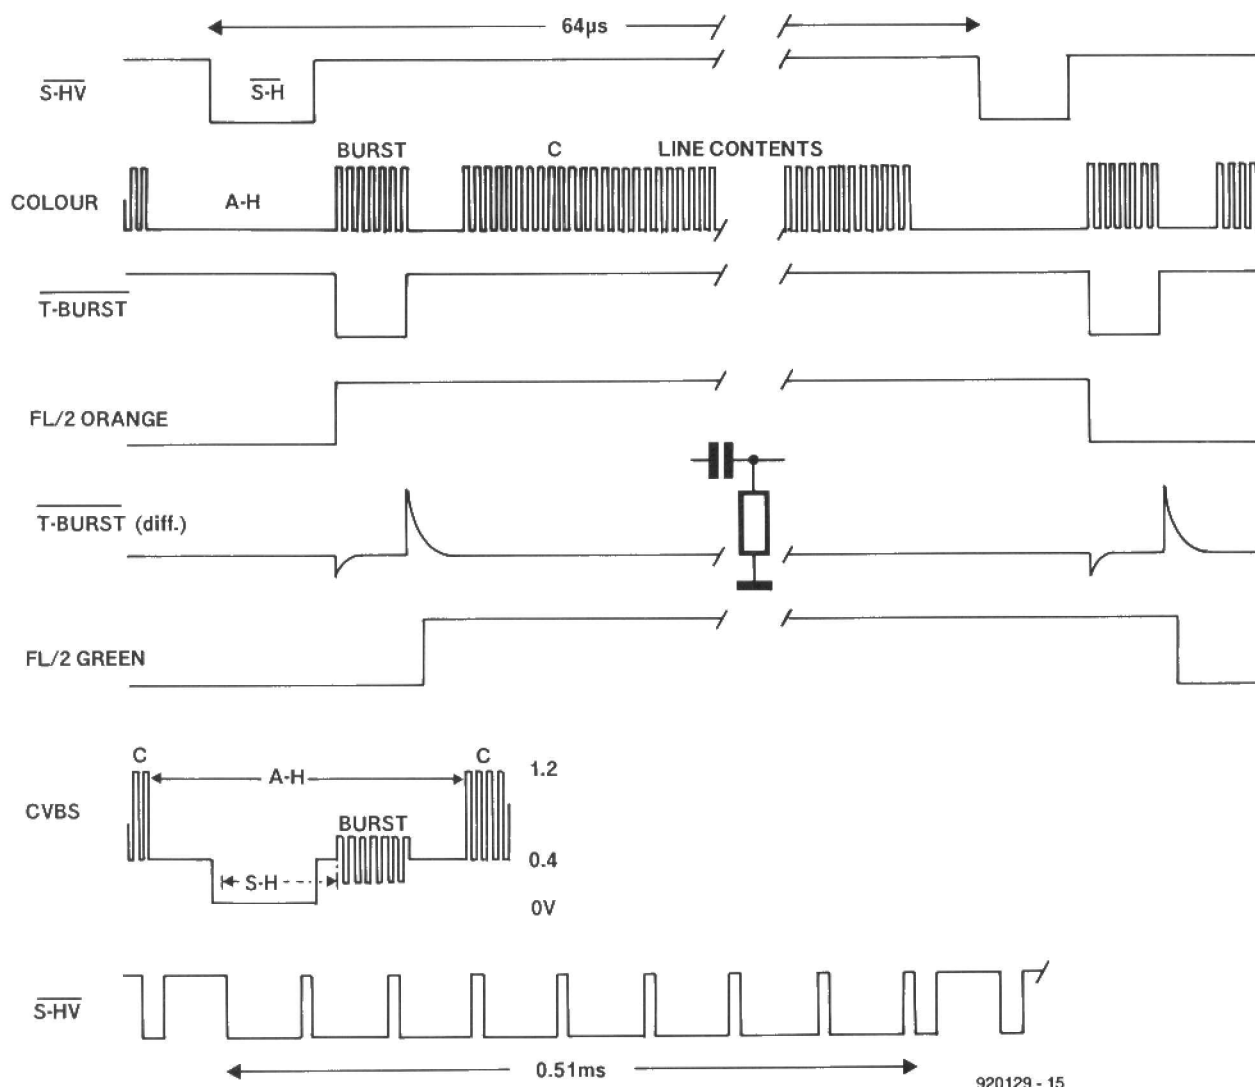 64µs
S-HV
S-H
BURST C LINE CONTENTS
COLOUR
A-H
T-BURST
FL/2 ORANGE
T-BURST (diff.)
FL/2 GREEN
C C
1.2
A-H
CVBS
BURST
0.4
S-H
0V
S-HV
0.51ms
920129 - 15